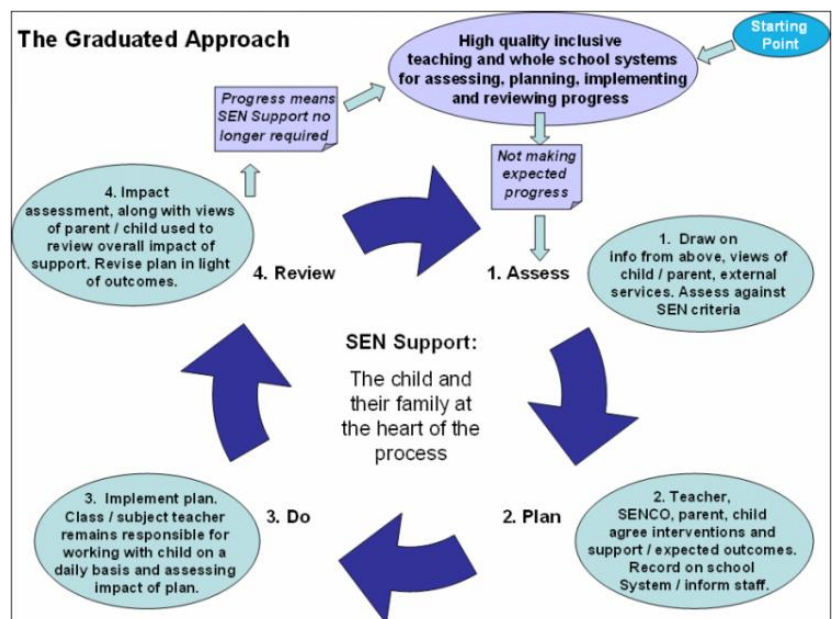 The Graduated Approach
Starting
Point
High quality inclusive
teaching and whole school systems
for assessing, planning, implementing
and reviewing progress
Progress means
SEN Support no
longer required
Not making
expected
progress
4. Impact
assessment, along with views
of parent / child used to
review overall impact of
support. Revise plan in light
of outcomes.
4. Review
1. Assess
1. Draw on
info from above, views of
child / parent, external
services. Assess against
SEN criteria
SEN Support:
The child and
their family at
the heart of the
process
3. Implement plan.
Class / subject teacher
remains responsible for
working with child on a
daily basis and assessing
impact of plan.
3. Do
2. Plan
2. Teacher,
SENCO, parent, child
agree interventions and
support / expected outcomes.
Record on school
System / inform staff.